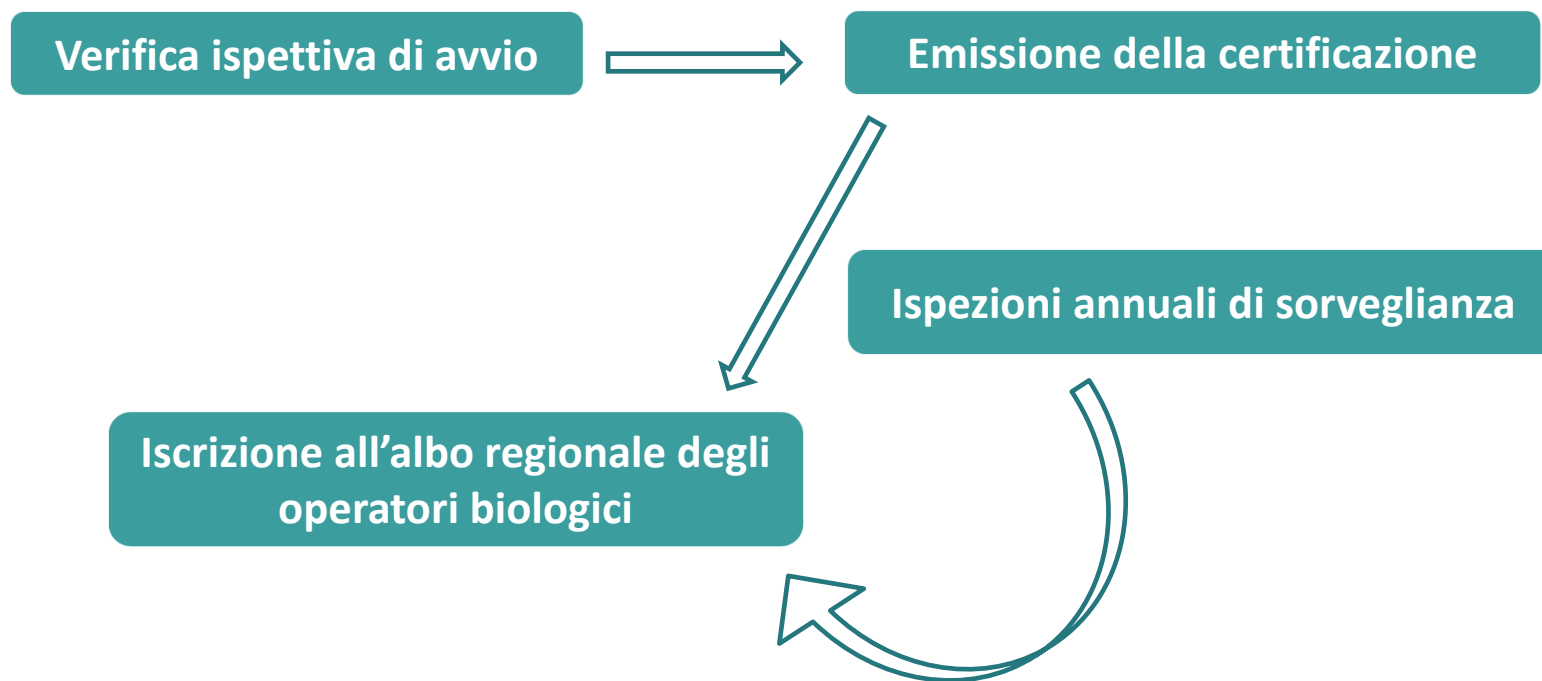 Verifica ispettiva di avvio
Emissione della certificazione
Ispezioni annuali di sorveglianza
Iscrizione all’albo regionale degli
operatori biologici